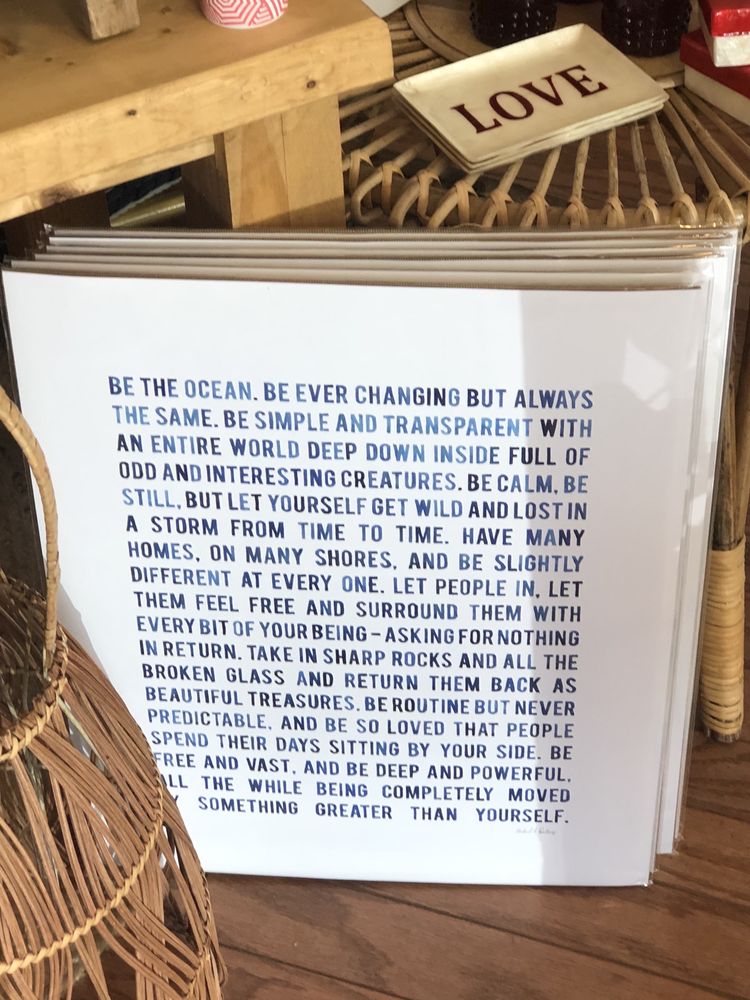 LOVE
BE THE OCEAN. BE EVER CHANGING BUT ALWAYS
THE SAME. BE SIMPLE AND TRANSPARENT WITH
AN ENTIRE WORLD DEEP DOWN INSIDE FULL OF
ODD AND INTERESTING CREATURES. BE CALM, BE
STILL, BUT LET YOURSELF GET WILD AND LOST IN
A STORM FROM TIME TO TIME. HAVE MANY
HOMES, ON MANY SHORES, AND BE SLIGHTLY
DIFFERENT AT EVERY ONE. LET PEOPLE IN, LET
THEM FEEL FREE AND SURROUND THEM WITH
EVERY BIT OF YOUR BEING – ASKING FOR NOTHING
IN RETURN. TAKE IN SHARP ROCKS AND ALL THE
BROKEN GLASS AND RETURN THEM BACK AS
BEAUTIFUL TREASURES. BE ROUTINE BUT NEVER
PREDICTABLE, AND BE SO LOVED THAT PEOPLE
SPEND THEIR DAYS SITTING BY YOUR SIDE. BE
FREE AND VAST, AND BE DEEP AND POWERFUL.
ALL THE WHILE BEING COMPLETELY MOVED
SOMETHING GREATER THAN YOURSELF.